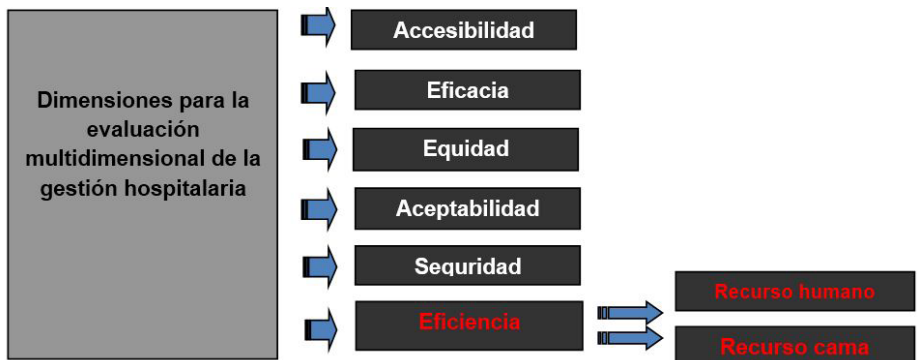 Dimensiones para la
evaluación
multidimensional de la
gestión hospitalaria
Accesibilidad
Eficacia
Equidad
Aceptabilidad
Seguridad
Eficiencia
Recurso humano
Recurso cama